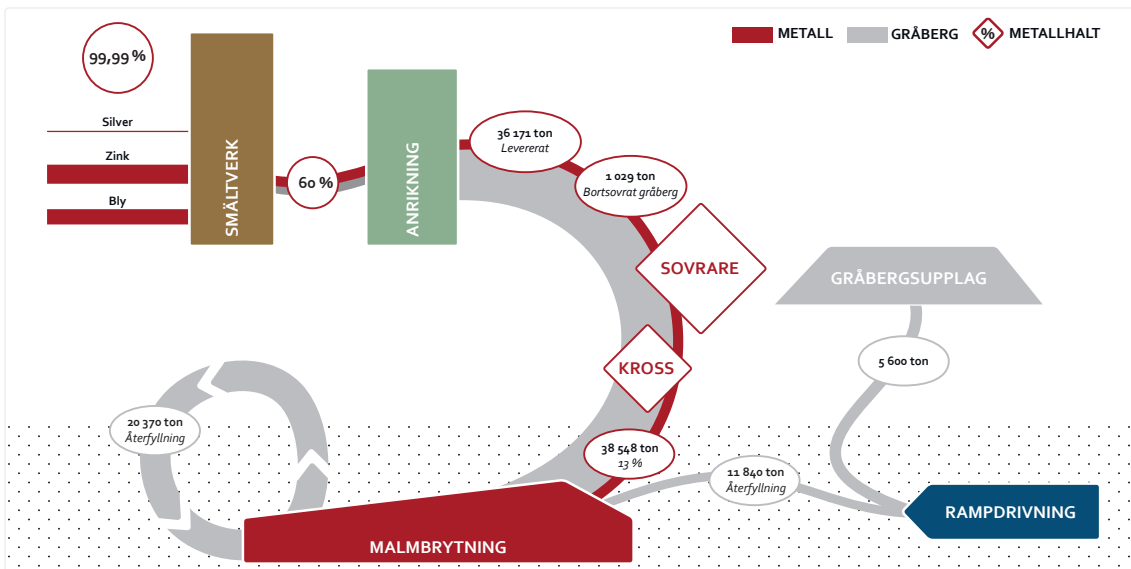 METALL
GRÅBERG
%
METALLHALT
99,99 %
Silver
Zink
Bly
SMÄLTVERK
60 %
ANRIKNING
36 171 ton
Levererat
1 029 ton
Bortsovrat gråberg
SOVRARE
GRÅBERGSUPPLAG
KROSS
5 600 ton
20 370 ton
Återfyllning
38 548 ton
13 %
11 840 ton
Återfyllning
RAMPDRIVNING
MALMBRYTNING